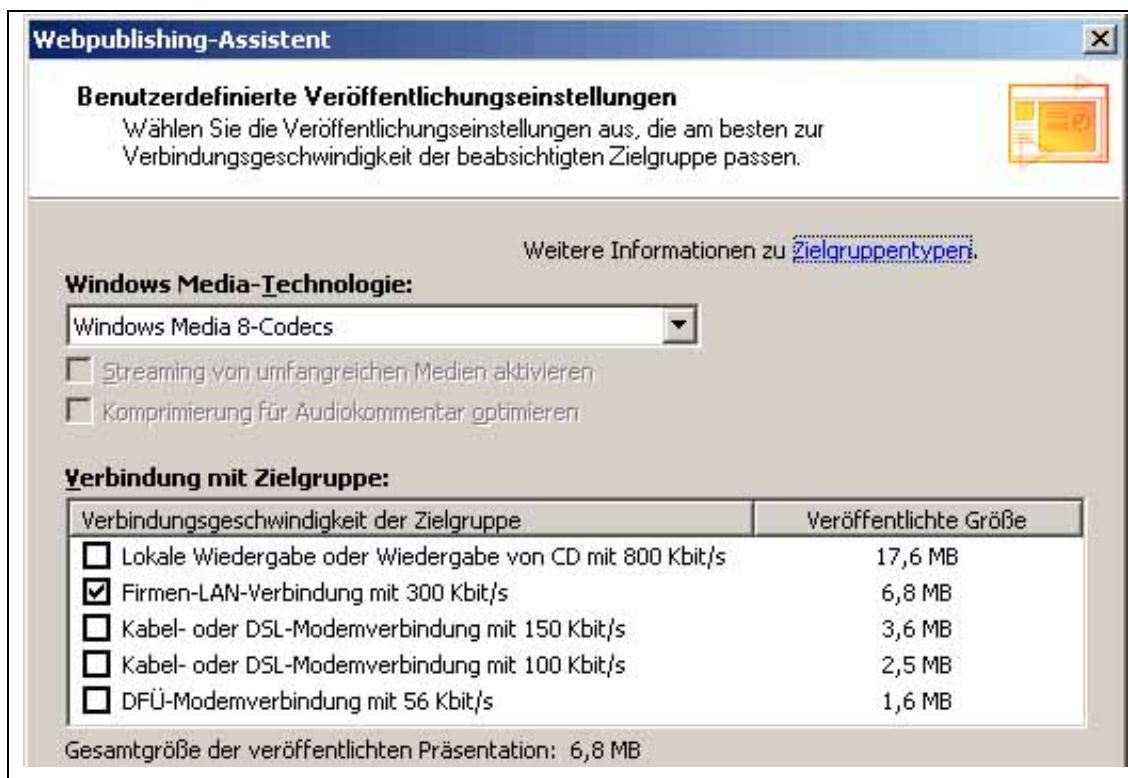 Webpublishing-Assistent
Benutzerdefinierte Veröffentlichungseinstellungen
Wählen Sie die Veröffentlichungseinstellungen aus, die am besten zur
Verbindungsgeschwindigkeit der beabsichtigten Zielgruppe passen.
Weitere Informationen zu Zielgruppentypen.
Windows Media-Technologie:
Windows Media 8-Codecs
Streaming von umfangreichen Medien aktivieren
Komprimierung für Audiokommentar optimieren
Verbindung mit Zielgruppe:
Verbindungsgeschwindigkeit der Zielgruppe Veröffentlichte Größe
Lokale Wiedergabe oder Wiedergabe von CD mit 800 Kbit/s 17,6 MB
Firmen-LAN-Verbindung mit 300 Kbit/s 6,8 MB
Kabel- oder DSL-Modemverbindung mit 150 Kbit/s 3,6 MB
Kabel- oder DSL-Modemverbindung mit 100 Kbit/s 2,5 MB
DFÜ-Modemverbindung mit 56 Kbit/s 1,6 MB
Gesamtgröße der veröffentlichten Präsentation: 6,8 MB